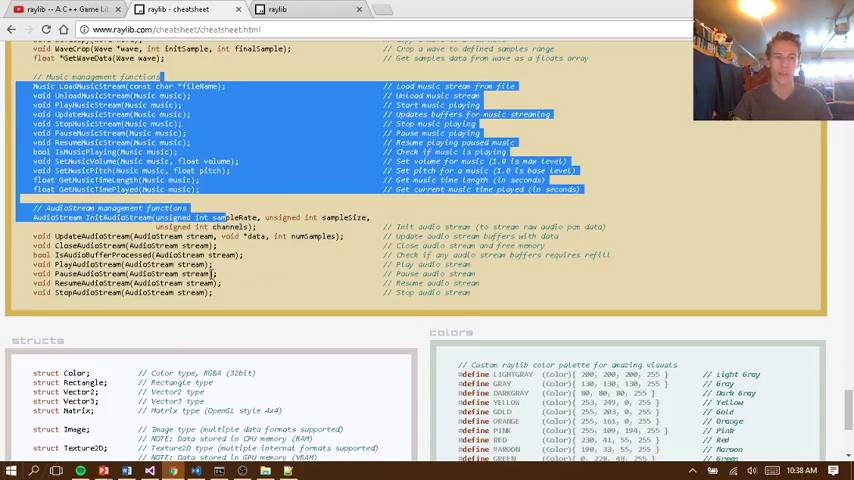 raylib -- A C++ Game Lib
raylib - cheatsheet
raylib
www.raylib.com/cheatsheet/cheatsheet.html
void WaveCrop(Wave *wave, int initSample, int finalSample); // Crop a wave to defined samples range
float *GetWaveData(Wave wave); // Get samples data from wave as a floats array
// Music management functions
Music LoadMusicStream(const char *fileName); // Load music stream from file
void UnloadMusicStream(Music music); // Unload music stream
void PlayMusicStream(Music music); // Start music playing
void UpdateMusicStream(Music music); // Updates buffers for music streaming
void StopMusicStream(Music music); // Stop music playing
void PauseMusicStream(Music music); // Pause music playing
void ResumeMusicStream(Music music); // Resume playing paused music
bool IsMusicPlaying(Music music); // Check if music is playing
void SetMusicVolume(Music music, float volume); // Set volume for music (1.0 is max level)
void SetMusicPitch(Music music, float pitch); // Set pitch for a music (1.0 is base level)
float GetMusicTimeLength(Music music); // Get music time length (in seconds)
float GetMusicTimePlayed(Music music); // Get current music time played (in seconds)
// AudioStream management functions
AudioStream InitAudioStream(unsigned int sampleRate, unsigned int sampleSize,
unsigned int channels); // Init audio stream (to stream raw audio pcm data)
void UpdateAudioStream(AudioStream stream, void *data, int numSamples); // Update audio stream buffers with data
void CloseAudioStream(AudioStream stream); // Close audio stream and free memory
bool IsAudioBufferProcessed(AudioStream stream); // Check if any audio stream buffers requires refill
void PlayAudioStream(AudioStream stream); // Play audio stream
void PauseAudioStream(AudioStream stream); // Pause audio stream
void ResumeAudioStream(AudioStream stream); // Resume audio stream
void StopAudioStream(AudioStream stream); // Stop audio stream
structs
struct Color; // Color type, RGBA (32bit)
struct Rectangle; // Rectangle type
struct Vector2; // Vector2 type
struct Vector3; // Vector3 type
struct Matrix; // Matrix type (OpenGL style 4x4)
struct Image; // Image type (multiple data formats supported)
// NOTE: Data stored in CPU memory (RAM)
struct Texture2D; // Texture2D type (multiple internal formats supported)
// NOTE: Data stored in GPU memory (VRAM)
colors
// Custom raylib color palette for amazing visuals
#define LIGHTGRAY (Color){ 200, 200, 200, 255 } // Light Gray
#define GRAY (Color){ 130, 130, 130, 255 } // Gray
#define DARKGRAY (Color){ 80, 80, 80, 255 } // Dark Gray
#define YELLOW (Color){ 253, 249, 0, 255 } // Yellow
#define GOLD (Color){ 255, 203, 0, 255 } // Gold
#define ORANGE (Color){ 255, 161, 0, 255 } // Orange
#define PINK (Color){ 255, 109, 194, 255 } // Pink
#define RED (Color){ 230, 41, 55, 255 } // Red
#define MAROON (Color){ 190, 33, 55, 255 } // Maroon
#define GREEN (Color){ 0, 228, 48, 255 } // Green
10:38 AM